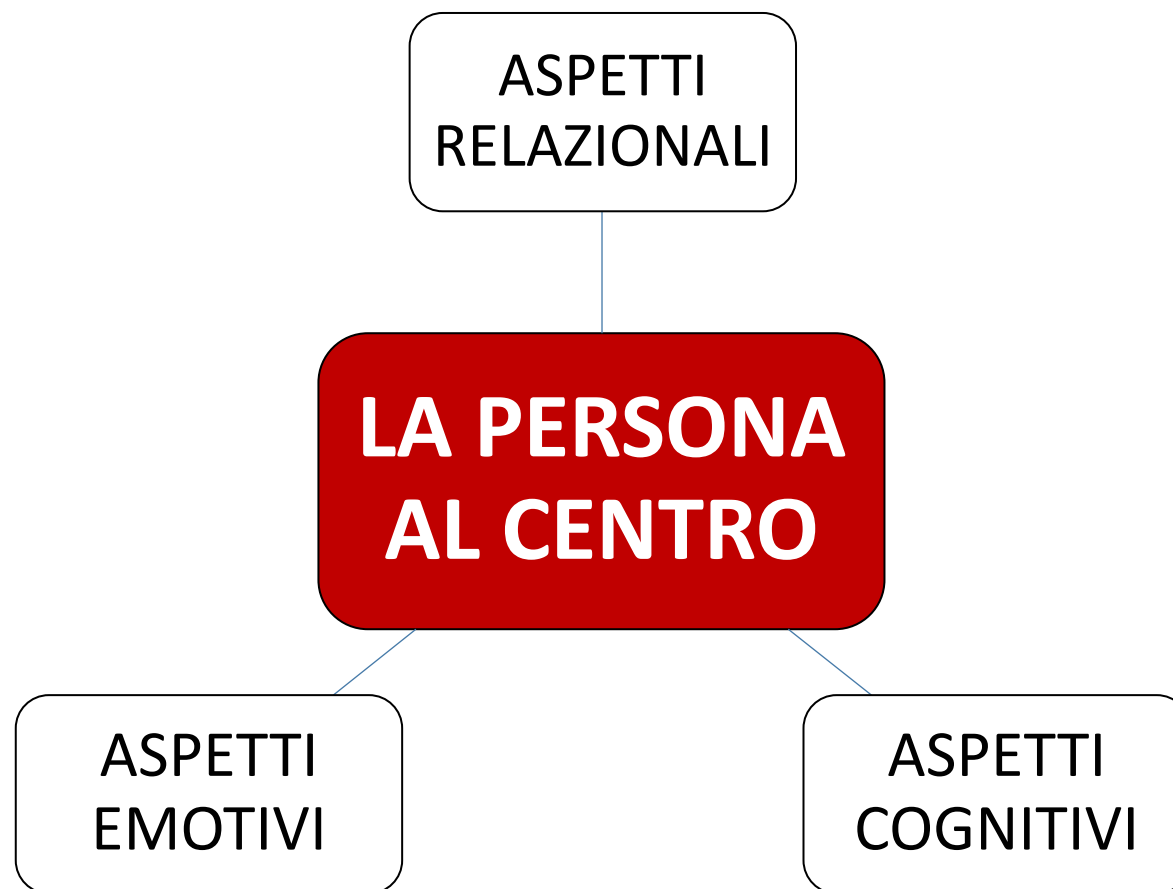 ASPETTI
RELAZIONALI
LA PERSONA
AL CENTRO
ASPETTI
EMOTIVI
ASPETTI
COGNITIVI